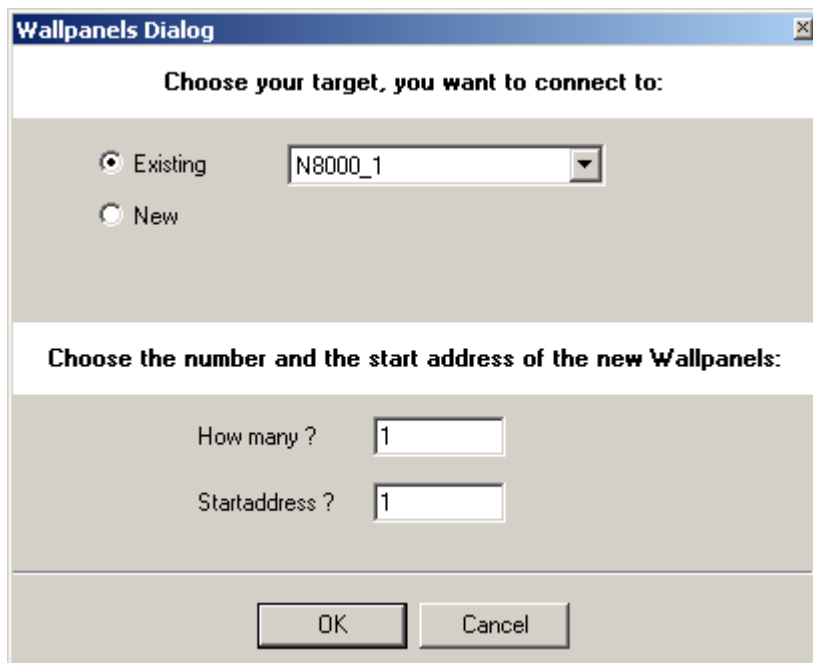 Wallpanels Dialog
Choose your target, you want to connect to:
Existing
N8000_1
New
Choose the number and the start address of the new Wallpanels:
How many ?
1
Startaddress ?
1
OK
Cancel